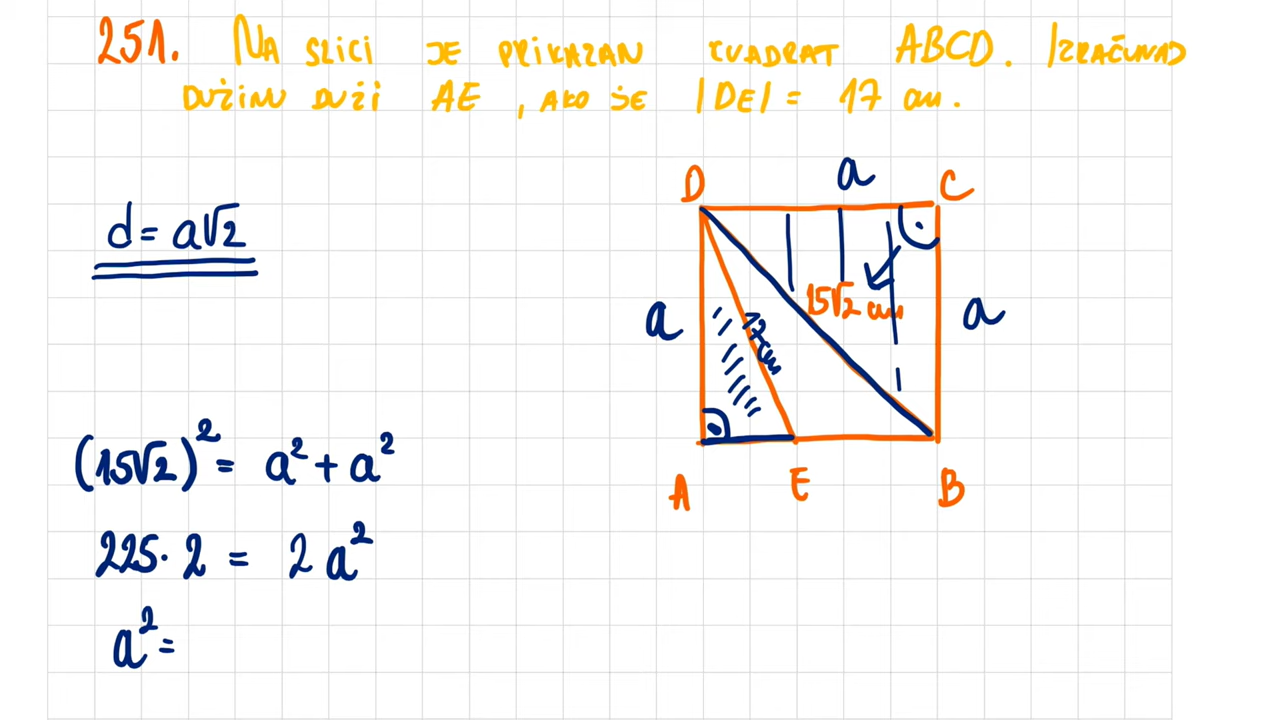 251. NA SLICI JE PRIKAZAN KVADRAT ABCD. IZRAČUNAJ
DUŽINU DUŽI AE, AKO JE |DE| = 17 cm.
a
D
C
d = a√2
15√2 cm
a
17cm
a
(15√2)² = a² + a²
A
E
B
225·2 = 2a²
a² =